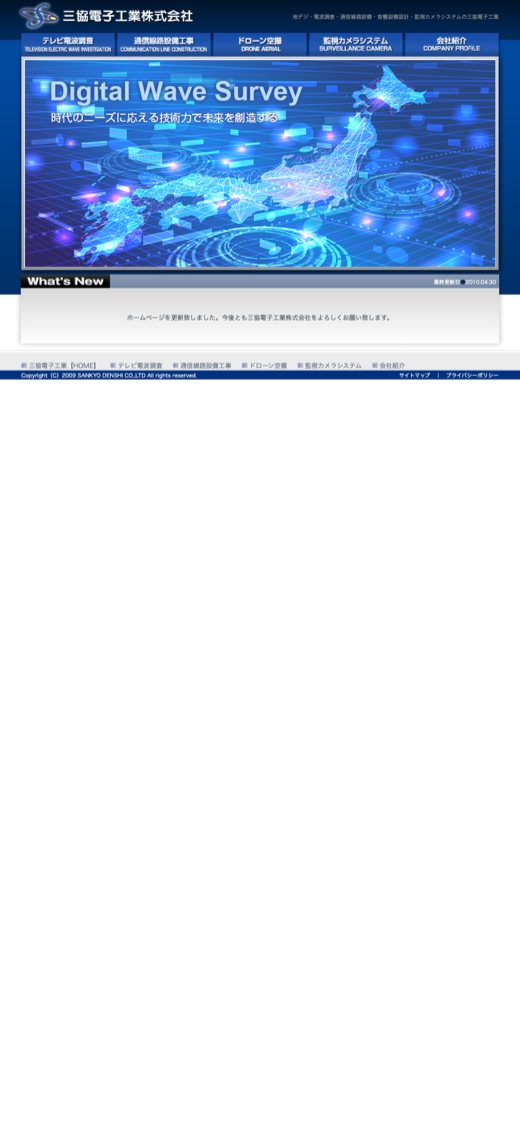 三協電子工業株式会社
地デジ・電波調査・通信線路設備・音響設備設計・監視カメラシステムの三協電子工業
テレビ電波調査
TELEVISION ELECTRIC WAVE INVESTIGATION
通信線路設備工事
COMMUNICATION LINE CONSTRUCTION
ドローン空撮
DRONE AERIAL
監視カメラシステム
SURVEILLANCE CAMERA
会社紹介
COMPANY PROFILE
Digital Wave Survey
時代のニーズに応える技術力で未来を創造する
What's New
最終更新日●2010.04.30
ホームページを更新致しました。今後とも三協電子工業株式会社をよろしくお願い致します。
三協電子工業【HOME】 テレビ電波調査 通信線路設備工事 ドローン空撮 監視カメラシステム 会社紹介
Copyright (C) 2009 SANKYO DENSHI CO.,LTD All rights reserved.
サイトマップ | プライバシーポリシー